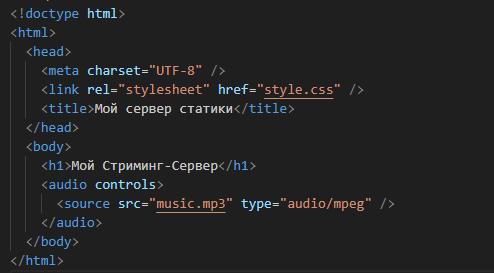 <!doctype html>
<html>
<head>
<meta charset="UTF-8" />
<link rel="stylesheet" href="style.css" />
<title>Мой сервер статики</title>
</head>
<body>
<h1>Мой Стриминг-Сервер</h1>
<audio controls>
<source src="music.mp3" type="audio/mpeg" />
</audio>
</body>
</html>